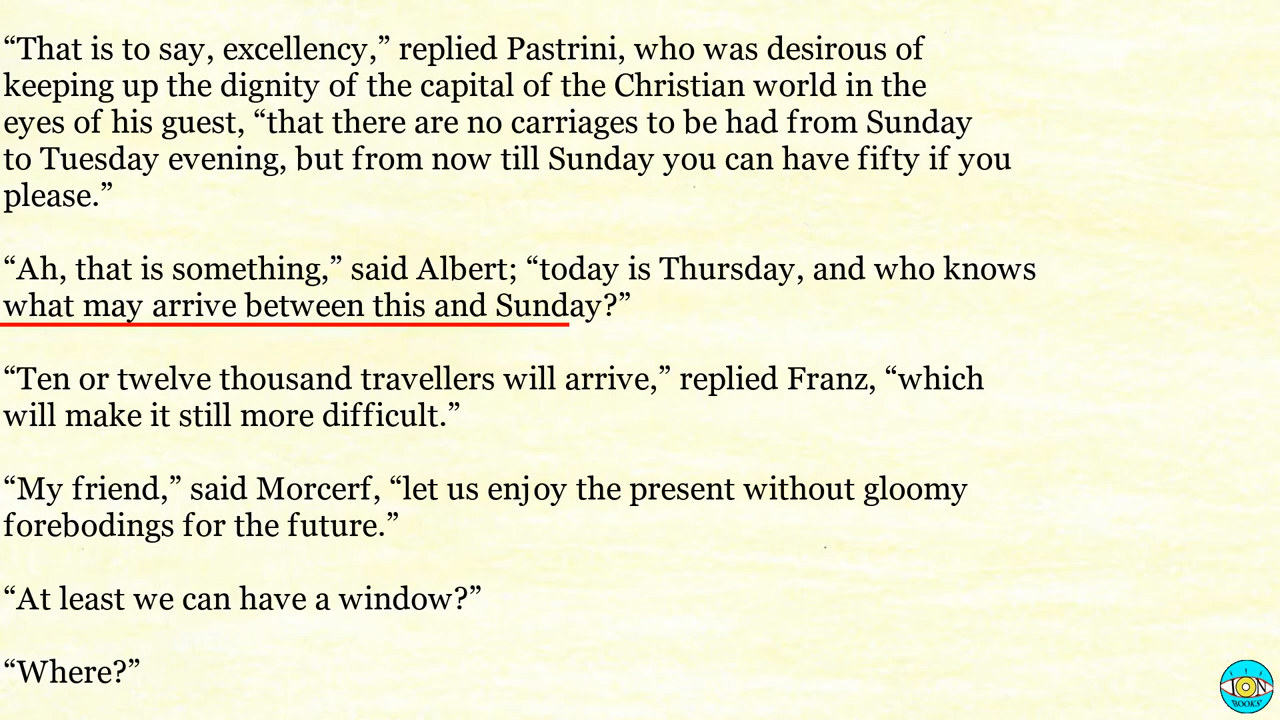 “That is to say, excellency,” replied Pastrini, who was desirous of
keeping up the dignity of the capital of the Christian world in the
eyes of his guest, “that there are no carriages to be had from Sunday
to Tuesday evening, but from now till Sunday you can have fifty if you
please.”
“Ah, that is something,” said Albert; “today is Thursday, and who knows
what may arrive between this and Sunday?”
“Ten or twelve thousand travellers will arrive,” replied Franz, “which
will make it still more difficult.”
“My friend,” said Morcerf, “let us enjoy the present without gloomy
forebodings for the future.”
“At least we can have a window?”
“Where?”
ION
BOOKS